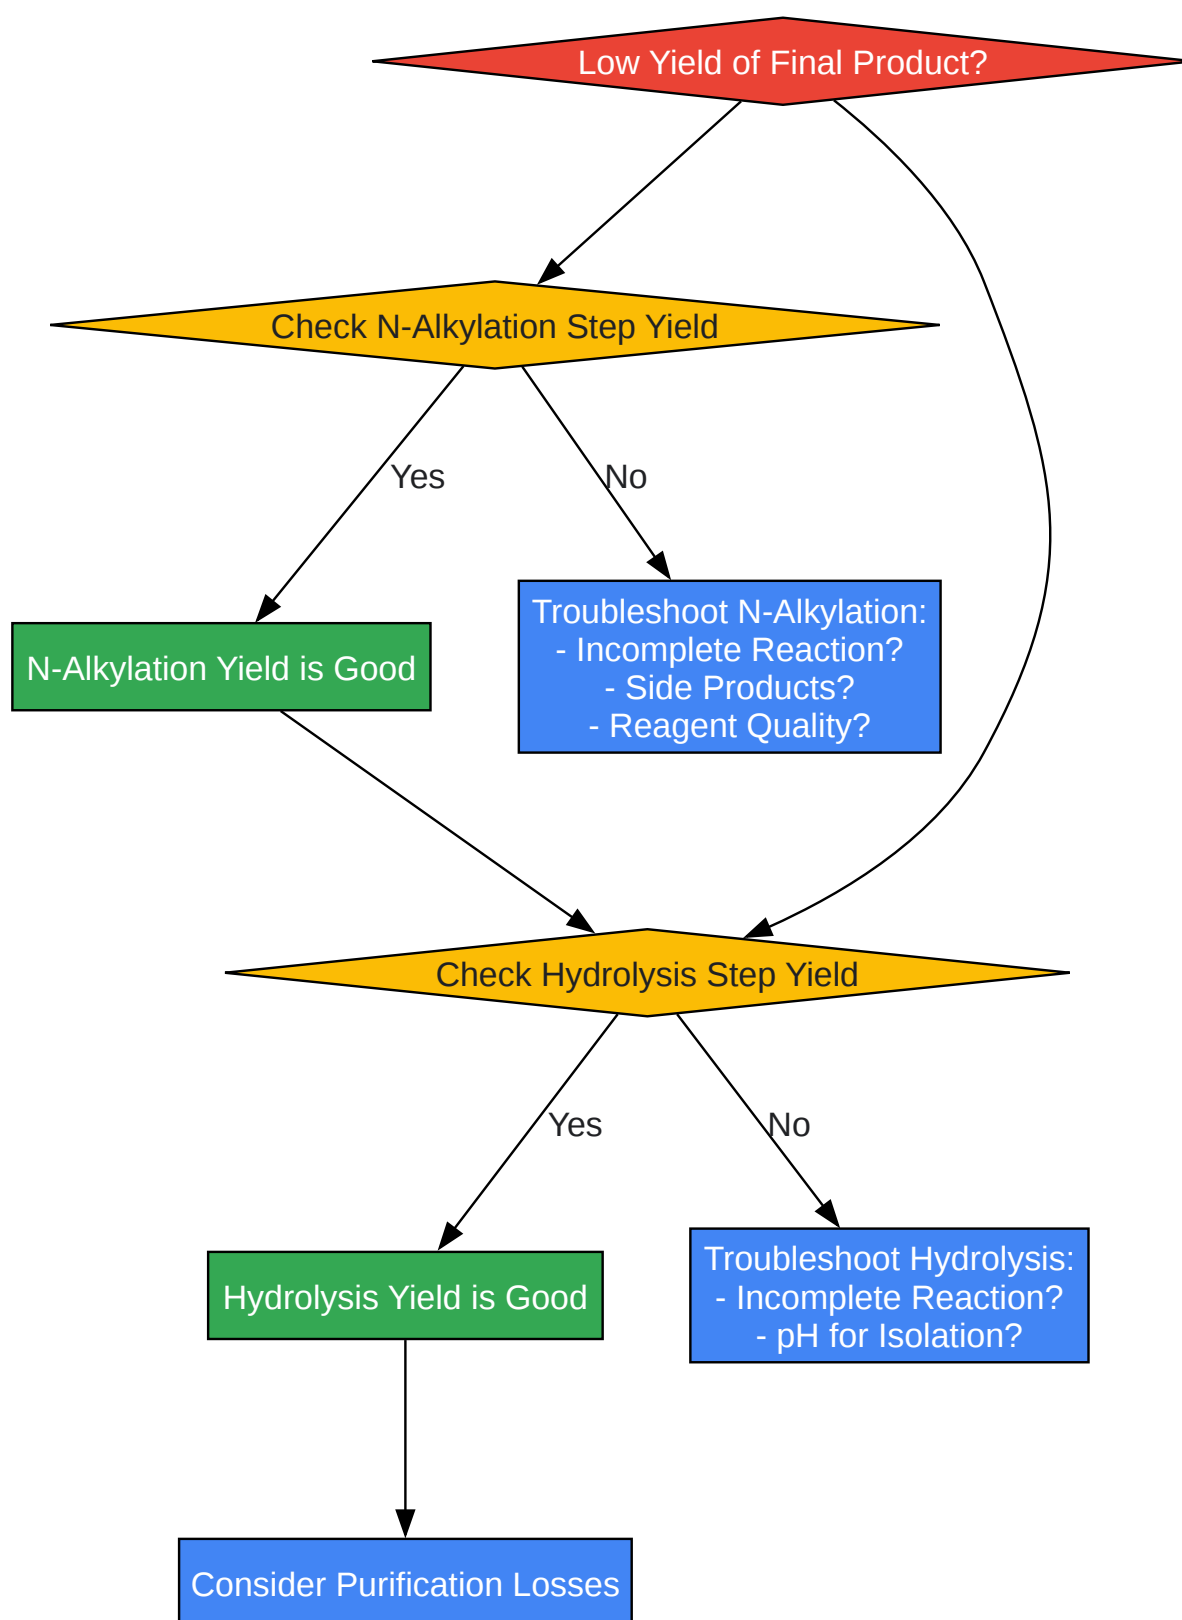 Low Yield of Final Product?
Check N-Alkylation Step Yield
Yes
No
N-Alkylation Yield is Good
Troubleshoot N-Alkylation:
- Incomplete Reaction?
- Side Products?
- Reagent Quality?
Check Hydrolysis Step Yield
Yes
No
Hydrolysis Yield is Good
Troubleshoot Hydrolysis:
- Incomplete Reaction?
- pH for Isolation?
Consider Purification Losses